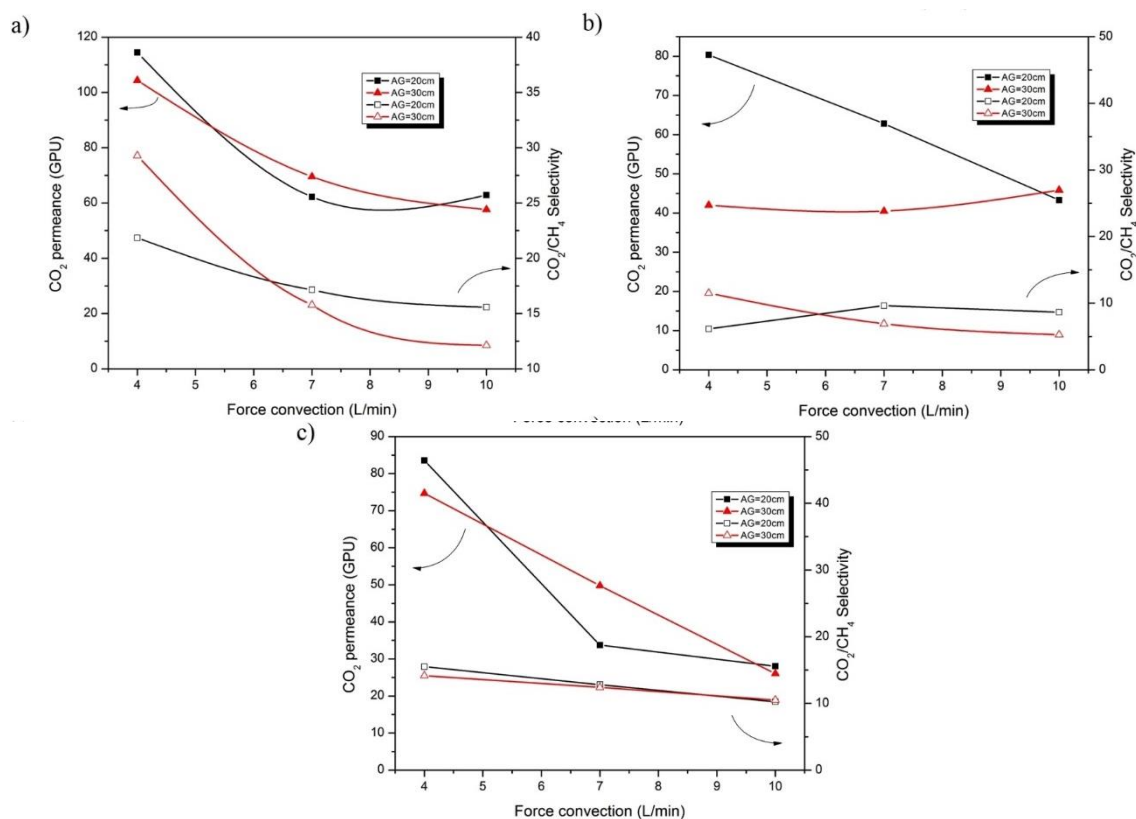 a)
120
100
80
60
40
20
0
CO₂ permeance (GPU)
AG=20cm
AG=30cm
AG=20cm
AG=30cm
40
35
30
25
20
15
10
CO₂/CH₄ Selectivity
4 5 6 7 8 9 10
Force convection (L/min)
b)
80
70
60
50
40
30
20
10
0
CO₂ permeance (GPU)
AG=20cm
AG=30cm
AG=20cm
AG=30cm
50
40
30
20
10
0
CO₂/CH₄ Selectivity
4 5 6 7 8 9 10
Force convection (L/min)
c)
Force convection (L/min)
90
80
70
60
50
40
30
20
10
0
CO₂ permeance (GPU)
AG=20cm
AG=30cm
AG=20cm
AG=30cm
50
40
30
20
10
0
CO₂/CH₄ Selectivity
4 5 6 7 8 9 10
Force convection (L/min)